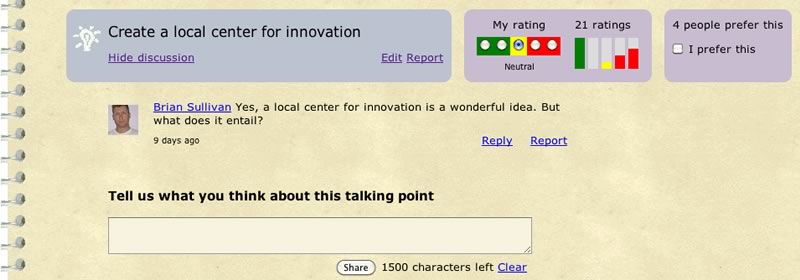 Create a local center for innovation
Hide discussion
Edit Report
My rating
Neutral
21 ratings
4 people prefer this
I prefer this
Brian Sullivan Yes, a local center for innovation is a wonderful idea. But
what does it entail?
9 days ago
Reply Report
Tell us what you think about this talking point
Share 1500 characters left Clear